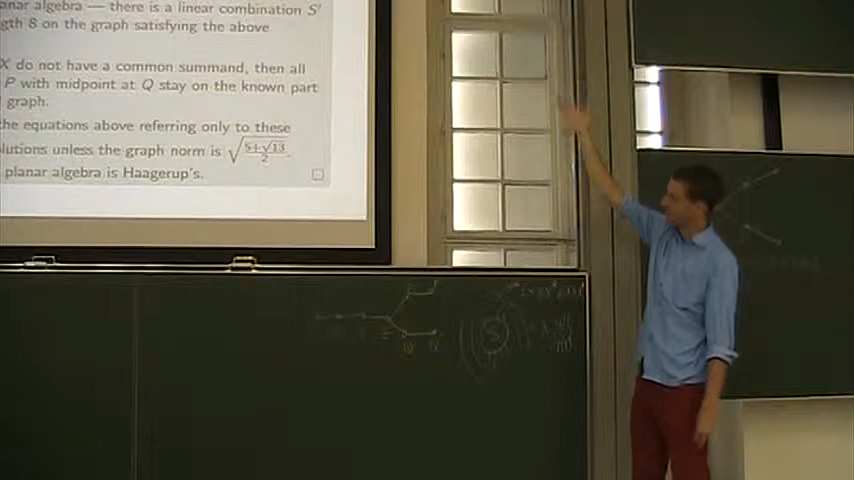 anar algebra — there is a linear combination S'
gth 8 on the graph satisfying the above
X do not have a common summand, then all
P with midpoint at Q stay on the known part
graph.
he equations above referring only to these
lutions unless the graph norm is √(5+√13 / 2).
planar algebra is Haagerup's.